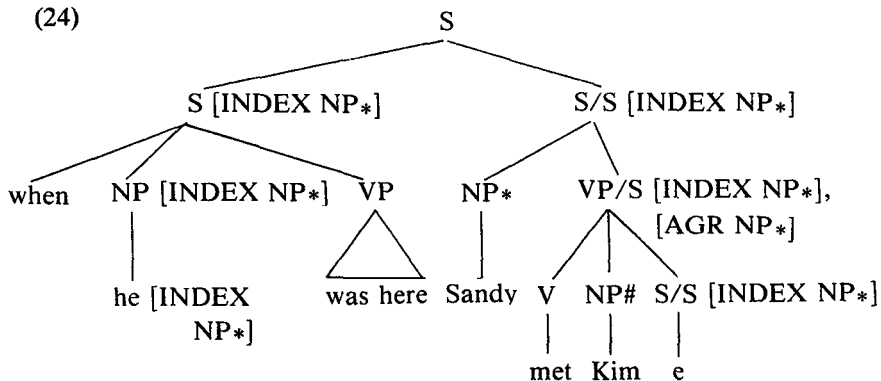 (24) S
S [INDEX NP*] S/S [INDEX NP*]
when NP [INDEX NP*] VP NP* VP/S [INDEX NP*],
[AGR NP*]
he [INDEX was here Sandy V NP# S/S [INDEX NP*]
NP*]
met Kim e